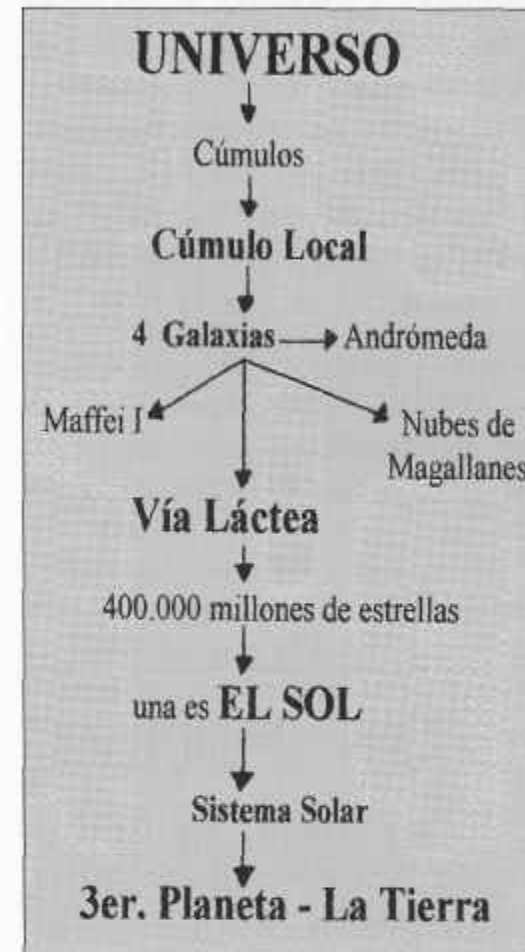 UNIVERSO
Cúmulos
Cúmulo Local
4 Galaxias Andrómeda
Maffei I
Nubes de
Magallanes
Vía Láctea
400.000 millones de estrellas
una es EL SOL
Sistema Solar
3er. Planeta - La Tierra